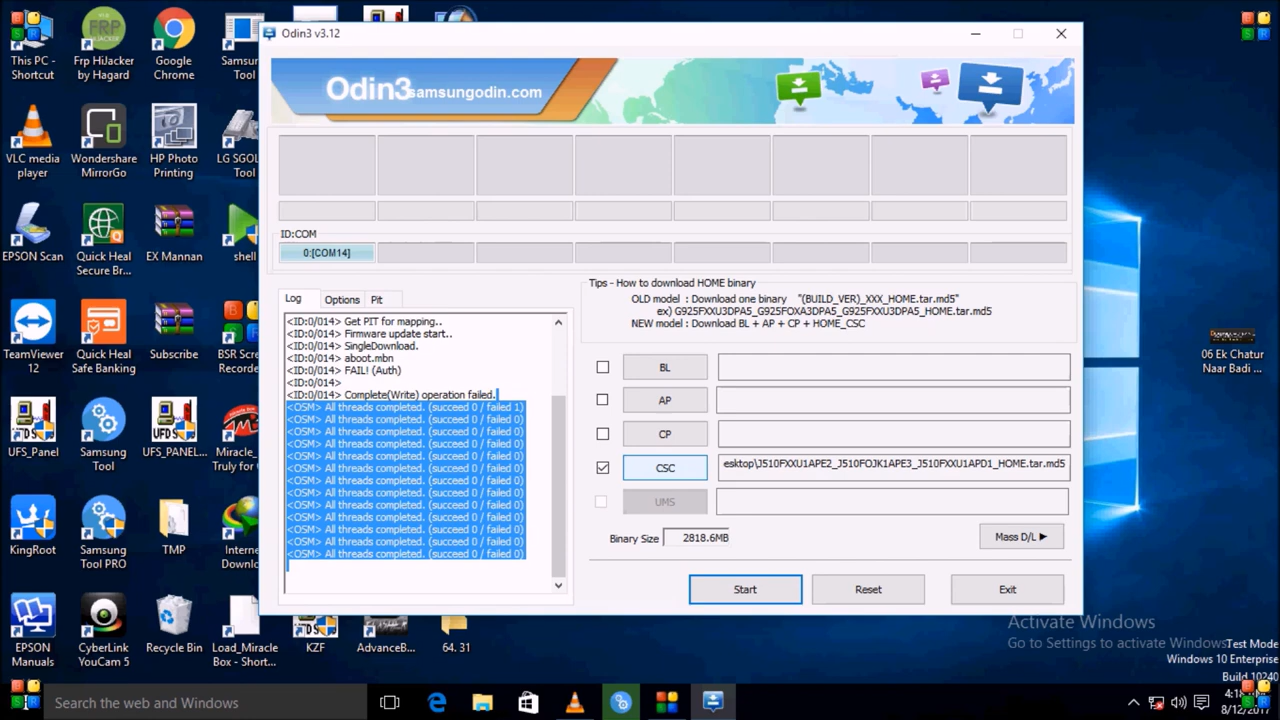 This PC -
Shortcut
Frp HiJacker
by Hagard
Google
Chrome
Samsun
Tool
VLC media
player
Wondershare
MirrorGo
HP Photo
Printing
LG SGOL
Tool
EPSON Scan
Quick Heal
Secure Br...
EX Mannan
shell
TeamViewer
12
Quick Heal
Safe Banking
Subscribe
BSR Scre
Recorde
UFS_Panel
Samsung
Tool
UFS_PANEL...
Miracle_
Truly for
KingRoot
Samsung
Tool PRO
TMP
Interne
Downlo
EPSON
Manuals
CyberLink
YouCam 5
Recycle Bin
Load_Miracle
Box - Short...
KZF
AdvanceB...
64. 31
Odin3 v3.12
Odin3
samsungodin.com
ID:COM
0:[COM14]
Log
Options
Pit
<ID:0/014> Get PIT for mapping..
<ID:0/014> Firmware update start..
<ID:0/014> SingleDownload.
<ID:0/014> aboot.mbn
<ID:0/014> FAIL! (Auth)
<ID:0/014>
<ID:0/014> Complete(Write) operation failed.
<OSM> All threads completed. (succeed 0 / failed 1)
<OSM> All threads completed. (succeed 0 / failed 0)
<OSM> All threads completed. (succeed 0 / failed 0)
<OSM> All threads completed. (succeed 0 / failed 0)
<OSM> All threads completed. (succeed 0 / failed 0)
<OSM> All threads completed. (succeed 0 / failed 0)
<OSM> All threads completed. (succeed 0 / failed 0)
<OSM> All threads completed. (succeed 0 / failed 0)
<OSM> All threads completed. (succeed 0 / failed 0)
<OSM> All threads completed. (succeed 0 / failed 0)
<OSM> All threads completed. (succeed 0 / failed 0)
<OSM> All threads completed. (succeed 0 / failed 0)
<OSM> All threads completed. (succeed 0 / failed 0)
Tips - How to download HOME binary
OLD model : Download one binary "(BUILD_VER)_XXX_HOME.tar.md5"
ex) G925FXXU3DPA5_G925FOXA3DPA5_G925FXXU3DPA5_HOME.tar.md5
NEW model : Download BL + AP + CP + HOME_CSC
BL
AP
CP
CSC
esktop\J510FXXU1APE2_J510FOJK1APE3_J510FXXU1APD1_HOME.tar.md5
UMS
Binary Size
2818.6MB
Mass D/L
Start
Reset
Exit
06 Ek Chatur
Naar Badi ...
Activate Windows
Go to Settings to activate Windows
Test Mode
Windows 10 Enterprise
Build 10240
Search the web and Windows
8/12/2017